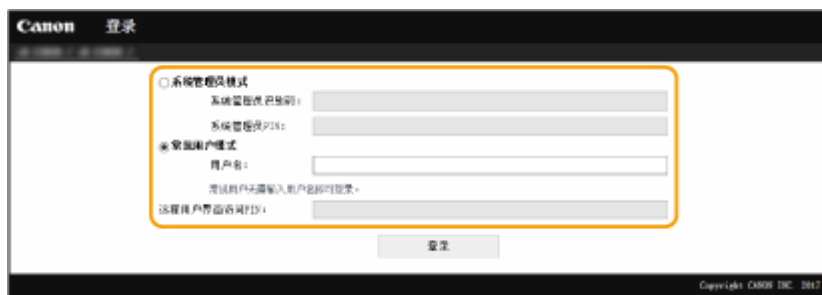 Canon 登录
系统管理员模式
系统管理员识别码:
系统管理员PIN:
常规用户模式
用户名:
常规用户无需输入用户名即可登录。
远程用户界面访问PIN:
登录
Copyright CANON INC. 2017